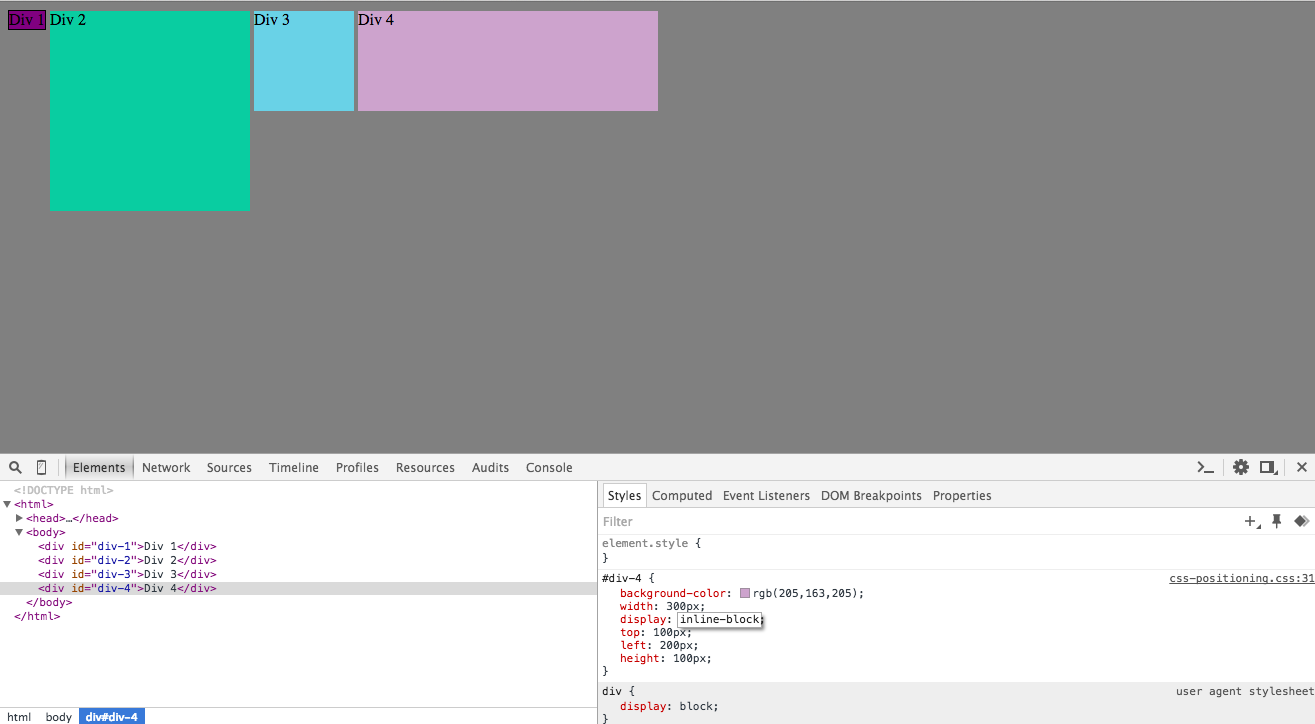 Div 1 Div 2 Div 3 Div 4
Elements Network Sources Timeline Profiles Resources Audits Console
<!DOCTYPE html>
<html>
<head>…</head>
<body>
<div id="div-1">Div 1</div>
<div id="div-2">Div 2</div>
<div id="div-3">Div 3</div>
<div id="div-4">Div 4</div>
</body>
</html>
html body div#div-4
Styles Computed Event Listeners DOM Breakpoints Properties
Filter
element.style {
}
#div-4 { css-positioning.css:31
background-color: rgb(205,163,205);
width: 300px;
display: inline-block;
top: 100px;
left: 200px;
height: 100px;
}
div { user agent stylesheet
display: block;
}